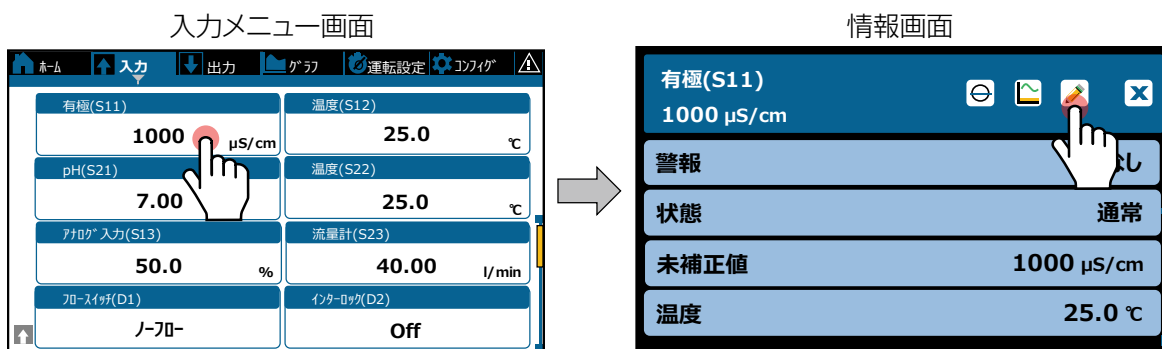 入力メニュー画面
情報画面
ホーム 入力 出力 グラフ 運転設定 コンフィグ
有極(S11) 温度(S12)
1000 µS/cm 25.0 ℃
pH(S21) 温度(S22)
7.00 25.0 ℃
アナログ入力(S13) 流量計(S23)
50.0 % 40.00 l/min
フロースイッチ(D1) インターロック(D2)
ノーフロー Off
有極(S11)
1000 µS/cm
警報 なし
状態 通常
未補正値 1000 µS/cm
温度 25.0 ℃